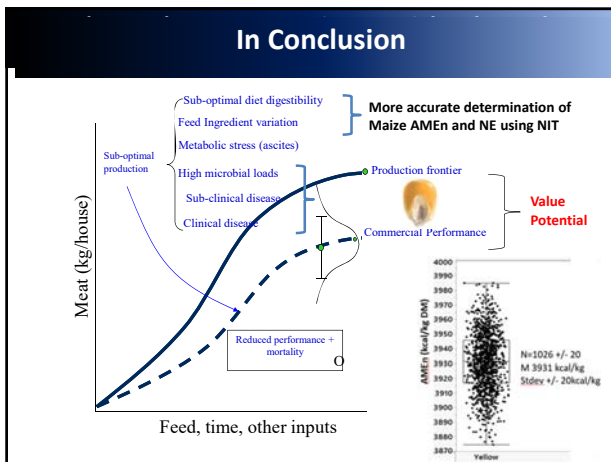 In Conclusion
Sub-optimal diet digestibility
Feed Ingredient variation
Metabolic stress (ascites)
High microbial loads
Sub-clinical disease
Clinical disease
Sub-optimal
production
More accurate determination of
Maize AMEn and NE using NIT
Production frontier
Commercial Performance
Value
Potential
Meat (kg/house)
Reduced performance +
mortality
O
Feed, time, other inputs
AMEn (kcal/kg DM)
4000
3990
3980
3970
3960
3950
3940
3930
3920
3910
3900
3890
3880
3870
Yellow
N=1026 +/- 20
M 3931 kcal/kg
Stdev +/- 20kcal/kg